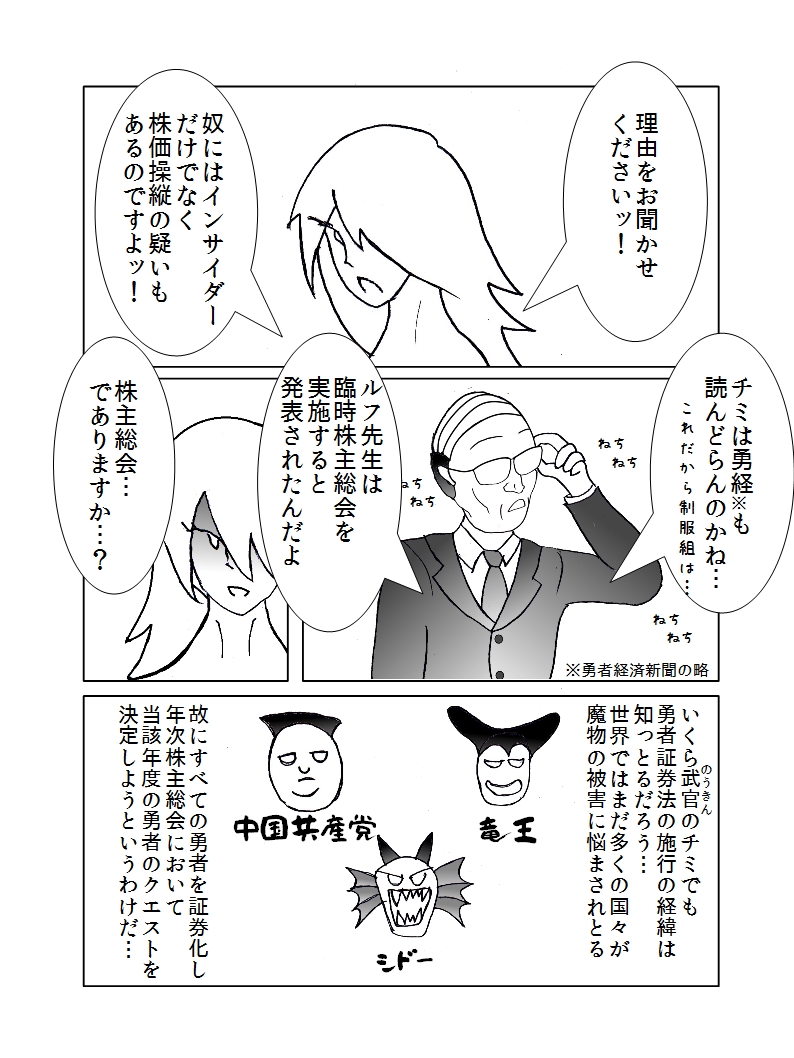 理由をお聞かせ
くださいッ！
奴にはインサイダー
だけでなく
株価操縦の疑いも
あるのですよッ！
チミは勇経※も
読んどらんのかね…
これだから制服組は…
ねち
ねち
ねち
ねち
ねち
ねち
ルフ先生は
臨時株主総会を
実施すると
発表されたんだよ
※勇者経済新聞の略
株主総会…
でありますか…？
いくら武官のチミでも
のうきん
勇者証券法の施行の経緯は
知っとるだろう…
世界ではまだ多くの国々が
魔物の被害に悩まされとる
竜王
中国共産党
シドー
故にすべての勇者を証券化し
年次株主総会において
当該年度の勇者のクエストを
決定しようというわけだ…